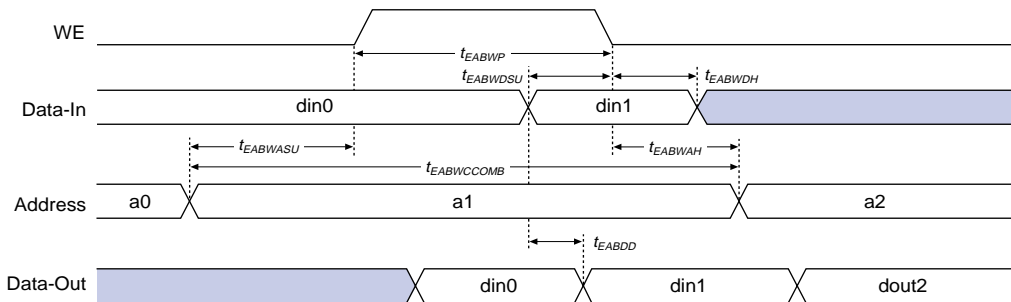 WE
tEABWP
tEABWDSU
tEABWDH
Data-In
din0
din1
tEABWASU
tEABWAH
tEABWCCOMB
Address
a0
a1
a2
tEABDD
Data-Out
din0
din1
dout2